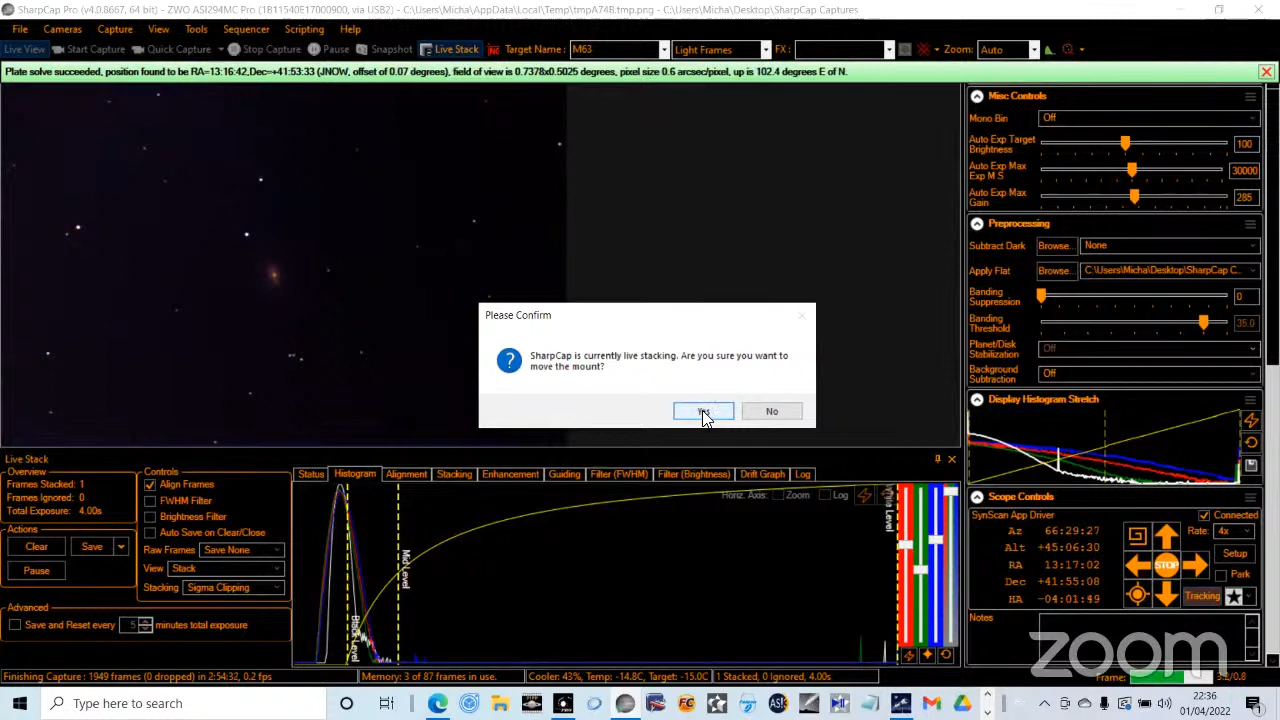 SharpCap Pro (v4.0.8667, 64 bit) - ZWO ASI294MC Pro (1B11540E17000900, via USB2) - C:\Users\Micha\AppData\Local\Temp\tmpA74B.tmp.png - C:\Users\Micha\Desktop\SharpCap Captures
File Cameras Capture View Tools Sequencer Scripting Help
Live View Start Capture Quick Capture Stop Capture Pause Snapshot Live Stack Target Name : M63 Light Frames FX : Zoom: Auto
Plate solve succeeded, position found to be RA=13:16:42,Dec=+41:53:33 (JNOW, offset of 0.07 degrees), field of view is 0.7378x0.5025 degrees, pixel size 0.6 arcsec/pixel, up is 102.4 degrees E of N.
Misc Controls
Mono Bin Off
Auto Exp Target Brightness 100
Auto Exp Max Exp M S 30000
Auto Exp Max Gain 285
Preprocessing
Subtract Dark Browse... None
Apply Flat Browse... C:\Users\Micha\Desktop\SharpCap C...
Banding Suppression 0
Banding Threshold 35.0
Planet/Disk Stabilization Off
Background Subtraction Off
Please Confirm
SharpCap is currently live stacking. Are you sure you want to
move the mount?
Yes No
Display Histogram Stretch
Scope Controls
SynScan App Driver Connected
Az 66:29:27 Rate: 4x
Alt +45:06:30 Setup
RA 13:17:02 STOP Park
Dec +41:55:08
HA -04:01:49 Tracking
Notes
Live Stack
Overview
Frames Stacked: 1
Frames Ignored: 0
Total Exposure: 4.00s
Actions
Clear Save
Pause
Controls
Align Frames
FWHM Filter
Brightness Filter
Auto Save on Clear/Close
Raw Frames Save None
View Stack
Stacking Sigma Clipping
Advanced
Save and Reset every 5 minutes total exposure
Status Histogram Alignment Stacking Enhancement Guiding Filter (FWHM) Filter (Brightness) Drift Graph Log
Horiz. Axis: Zoom Log
Black Level
Mid Level
White Level
zoom
Finishing Capture: 1949 frames (0 dropped) in 2:54:32, 0.2 fps Memory: 3 of 87 frames in use. Cooler: 43%, Temp: -14.8C, Target: -15.0C 1 Stacked, 0 Ignored, 4.00s Frame: 3.2/0.8
Type here to search
22:36
01/04/2022